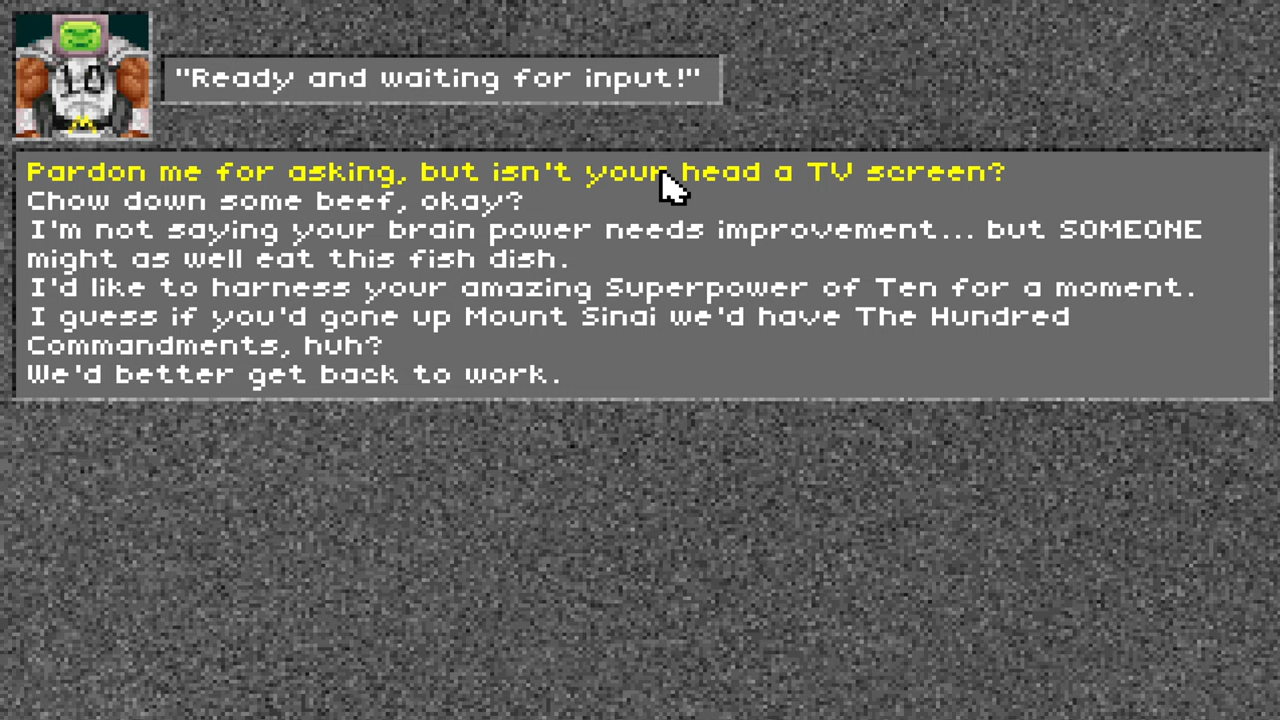 10
"Ready and waiting for input!"
Pardon me for asking, but isn't your head a TV screen?
Chow down some beef, okay?
I'm not saying your brain power needs improvement... but SOMEONE
might as well eat this fish dish.
I'd like to harness your amazing Superpower of Ten for a moment.
I guess if you'd gone up Mount Sinai we'd have The Hundred
Commandments, huh?
We'd better get back to work.